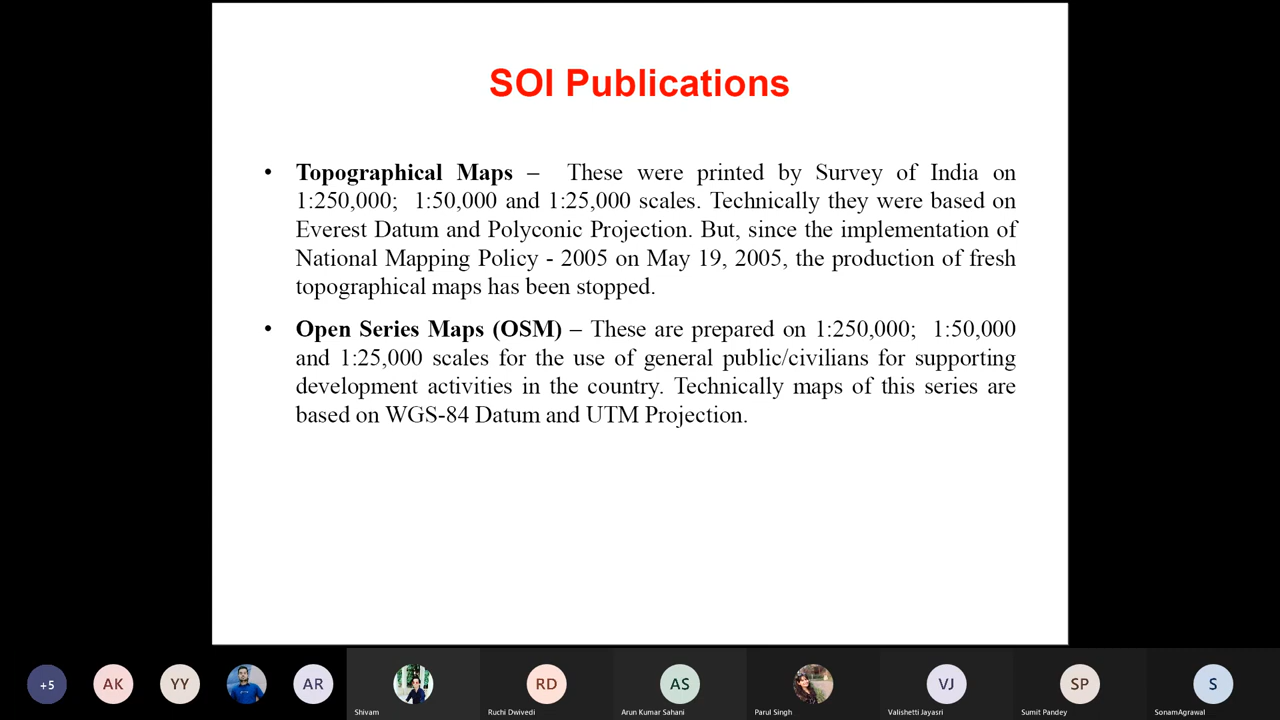 SOI Publications
• Topographical Maps – These were printed by Survey of India on
1:250,000; 1:50,000 and 1:25,000 scales. Technically they were based on
Everest Datum and Polyconic Projection. But, since the implementation of
National Mapping Policy - 2005 on May 19, 2005, the production of fresh
topographical maps has been stopped.
• Open Series Maps (OSM) – These are prepared on 1:250,000; 1:50,000
and 1:25,000 scales for the use of general public/civilians for supporting
development activities in the country. Technically maps of this series are
based on WGS-84 Datum and UTM Projection.
+5 AK YY AR RD AS VJ SP S
Shivam Ruchi Dwivedi Arun Kumar Sahani Parul Singh Valishetti Jayasri Sumit Pandey SonamAgrawal